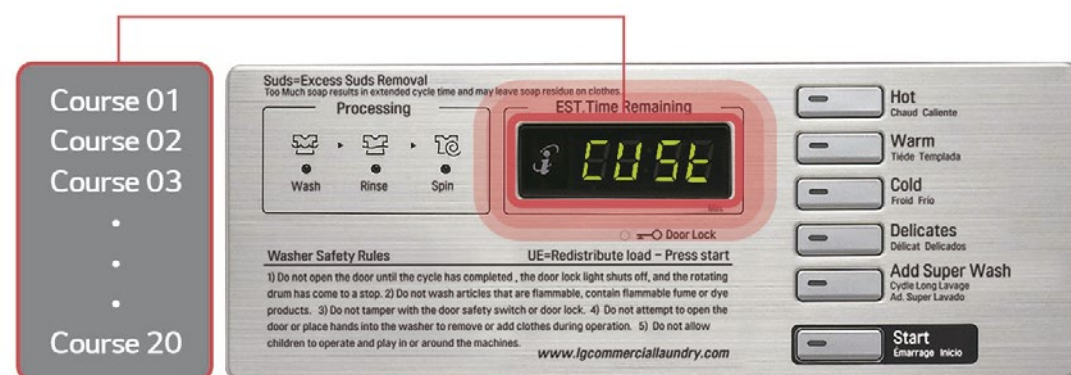 Course 01
Course 02
Course 03
Course 20
Suds=Excess Suds Removal
Too Much soap results in extended cycle time and may leave soap residue on clothes.
Processing
Wash
Rinse
Spin
EST.Time Remaining
CUSt
Min.
Door Lock
Washer Safety Rules
UE=Redistribute load - Press start
1) Do not open the door until the cycle has completed , the door lock light shuts off, and the rotating
drum has come to a stop. 2) Do not wash articles that are flammable, contain flammable fume or dye
products. 3) Do not tamper with the door safety switch or door lock. 4) Do not attempt to open the
door or place hands into the washer to remove or add clothes during operation. 5) Do not allow
children to operate and play in or around the machines.
www.lgcommerciallaundry.com
Hot
Chaud Caliente
Warm
Tiéde Templada
Cold
Froid Frio
Delicates
Délicat Delicados
Add Super Wash
Cydle Long Lavage
Ad. Super Lavado
Start
Émarrage Inicio